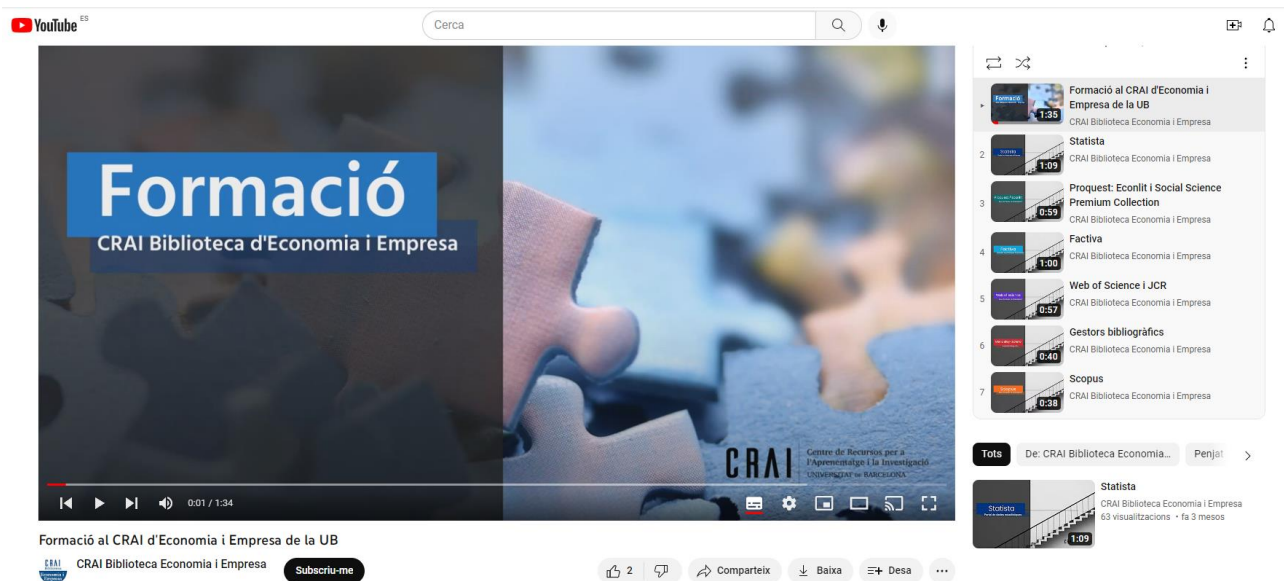 YouTube ES
Cerca
Formació
CRAI Biblioteca d'Economia i Empresa
CRAI
Centre de Recursos per a
l'Aprenentatge i la Investigació
UNIVERSITAT DE BARCELONA
0:01 / 1:34
Formació al CRAI d'Economia i Empresa de la UB
CRAI Biblioteca Economia i Empresa
Subscriu-me
2
Comparteix
Baixa
Desa
Formació
1:35
Formació al CRAI d'Economia i
Empresa de la UB
CRAI Biblioteca Economia i Empresa
2
Statista
1:09
Statista
CRAI Biblioteca Economia i Empresa
3
0:59
Proquest: Econlit i Social Science
Premium Collection
CRAI Biblioteca Economia i Empresa
4
Factiva
1:00
Factiva
CRAI Biblioteca Economia i Empresa
5
0:57
Web of Science i JCR
CRAI Biblioteca Economia i Empresa
6
0:40
Gestors bibliogràfics
CRAI Biblioteca Economia i Empresa
7
Scopus
0:38
Scopus
CRAI Biblioteca Economia i Empresa
Tots
De: CRAI Biblioteca Economia...
Penjat
Statista
1:09
Statista
CRAI Biblioteca Economia i Empresa
63 visualitzacions • fa 3 mesos